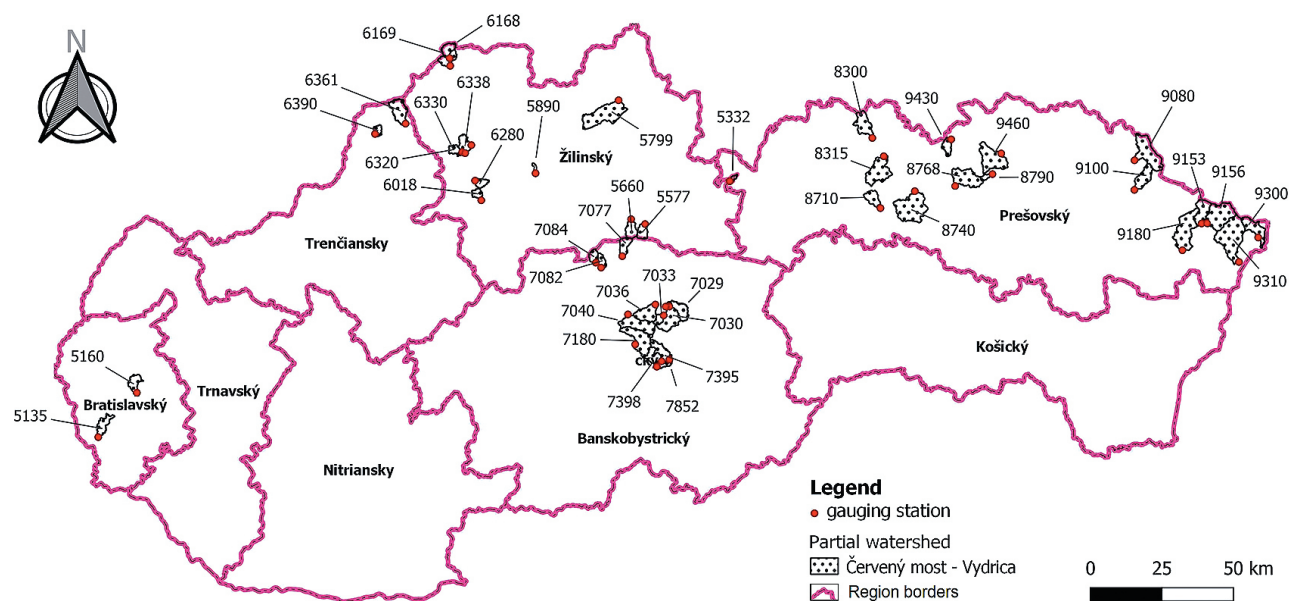 N
6169
6168
6361
6338
6330
6390
6280
5890
6320
6018
5799
Žilinský
5332
8300
9430
9460
9080
8315
8768
8790
9100
9153
9156
9300
8710
8740
Prešovský
9180
9310
5660
5577
7077
7084
7082
Trenčiansky
7033
7029
7036
7040
7030
7180
7395
7398
7852
Košický
5160
Trnavský
Bratislavský
5135
Banskobystrický
Nitriansky
Legend
gauging station
Partial watershed
Červený most - Vydrica
Region borders
0 25 50 km